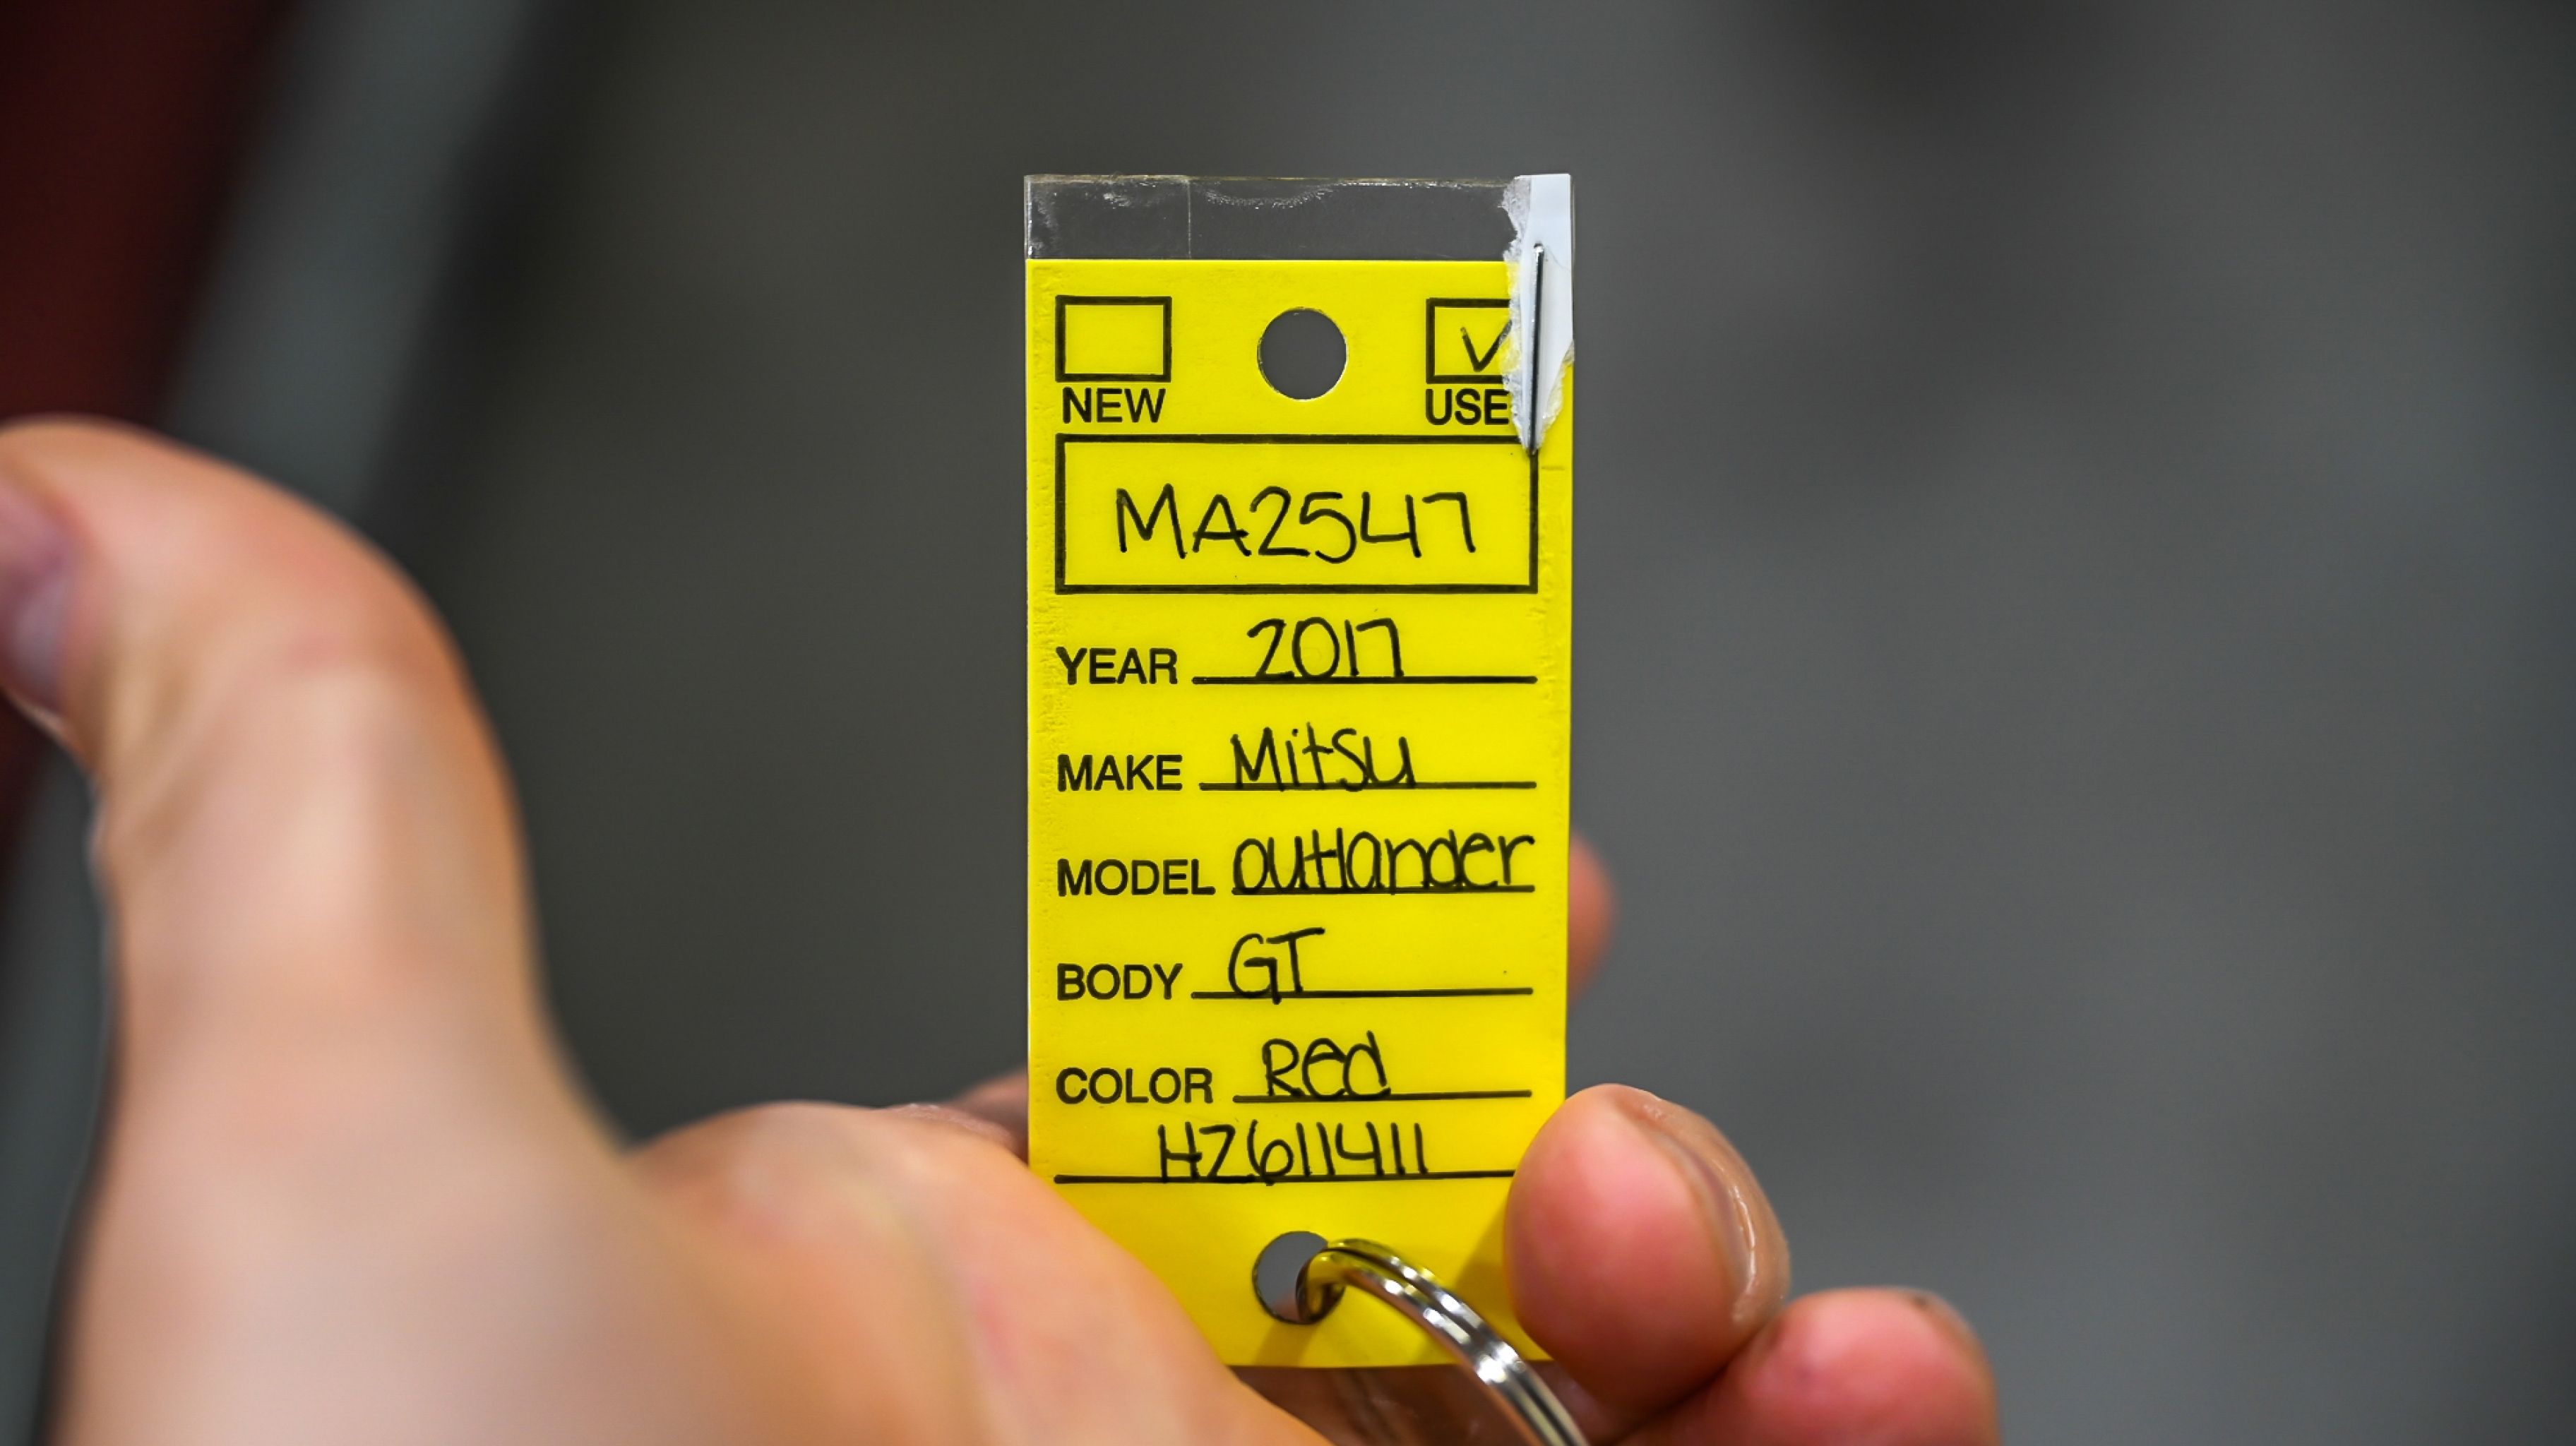 NEW USE
MA2547
YEAR 2017
MAKE Mitsu
MODEL outlander
BODY GT
COLOR Red
HZ611411